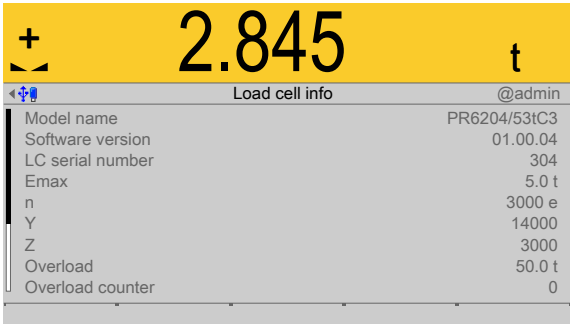 + 2.845 t
Load cell info @admin
Model name PR6204/53tC3
Software version 01.00.04
LC serial number 304
Emax 5.0 t
n 3000 e
Y 14000
Z 3000
Overload 50.0 t
Overload counter 0